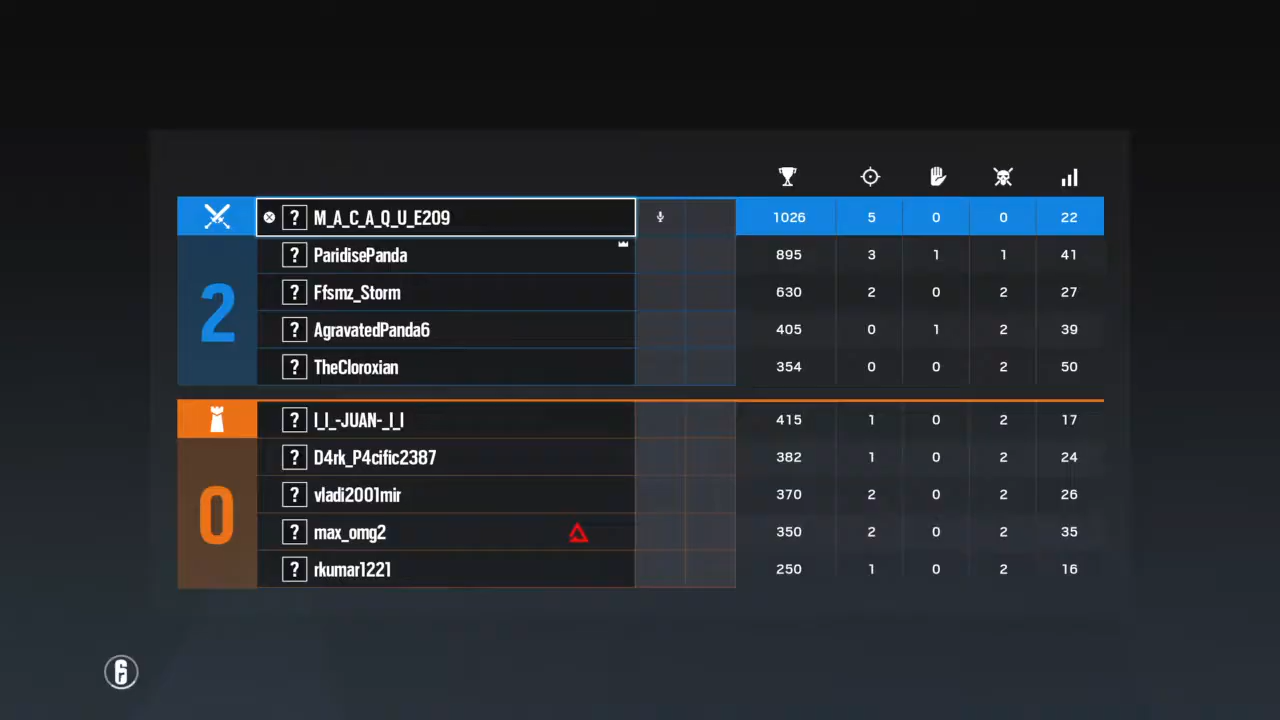 ? M_A_C_A_Q_U_E209 1026 5 0 0 22
? ParidisePanda 895 3 1 1 41
2
? Ffsmz_Storm 630 2 0 2 27
? AgravatedPanda6 405 0 1 2 39
? TheCloroxian 354 0 0 2 50
? I_I_-JUAN-_I_I 415 1 0 2 17
? D4rk_P4cific2387 382 1 0 2 24
0
? vladi2001mir 370 2 0 2 26
? max_omg2 350 2 0 2 35
? rkumar1221 250 1 0 2 16
6